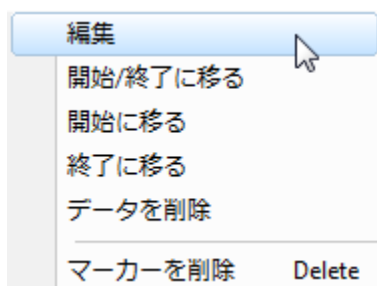 編集
開始/終了に移る
開始に移る
終了に移る
データを削除
マーカーを削除 Delete